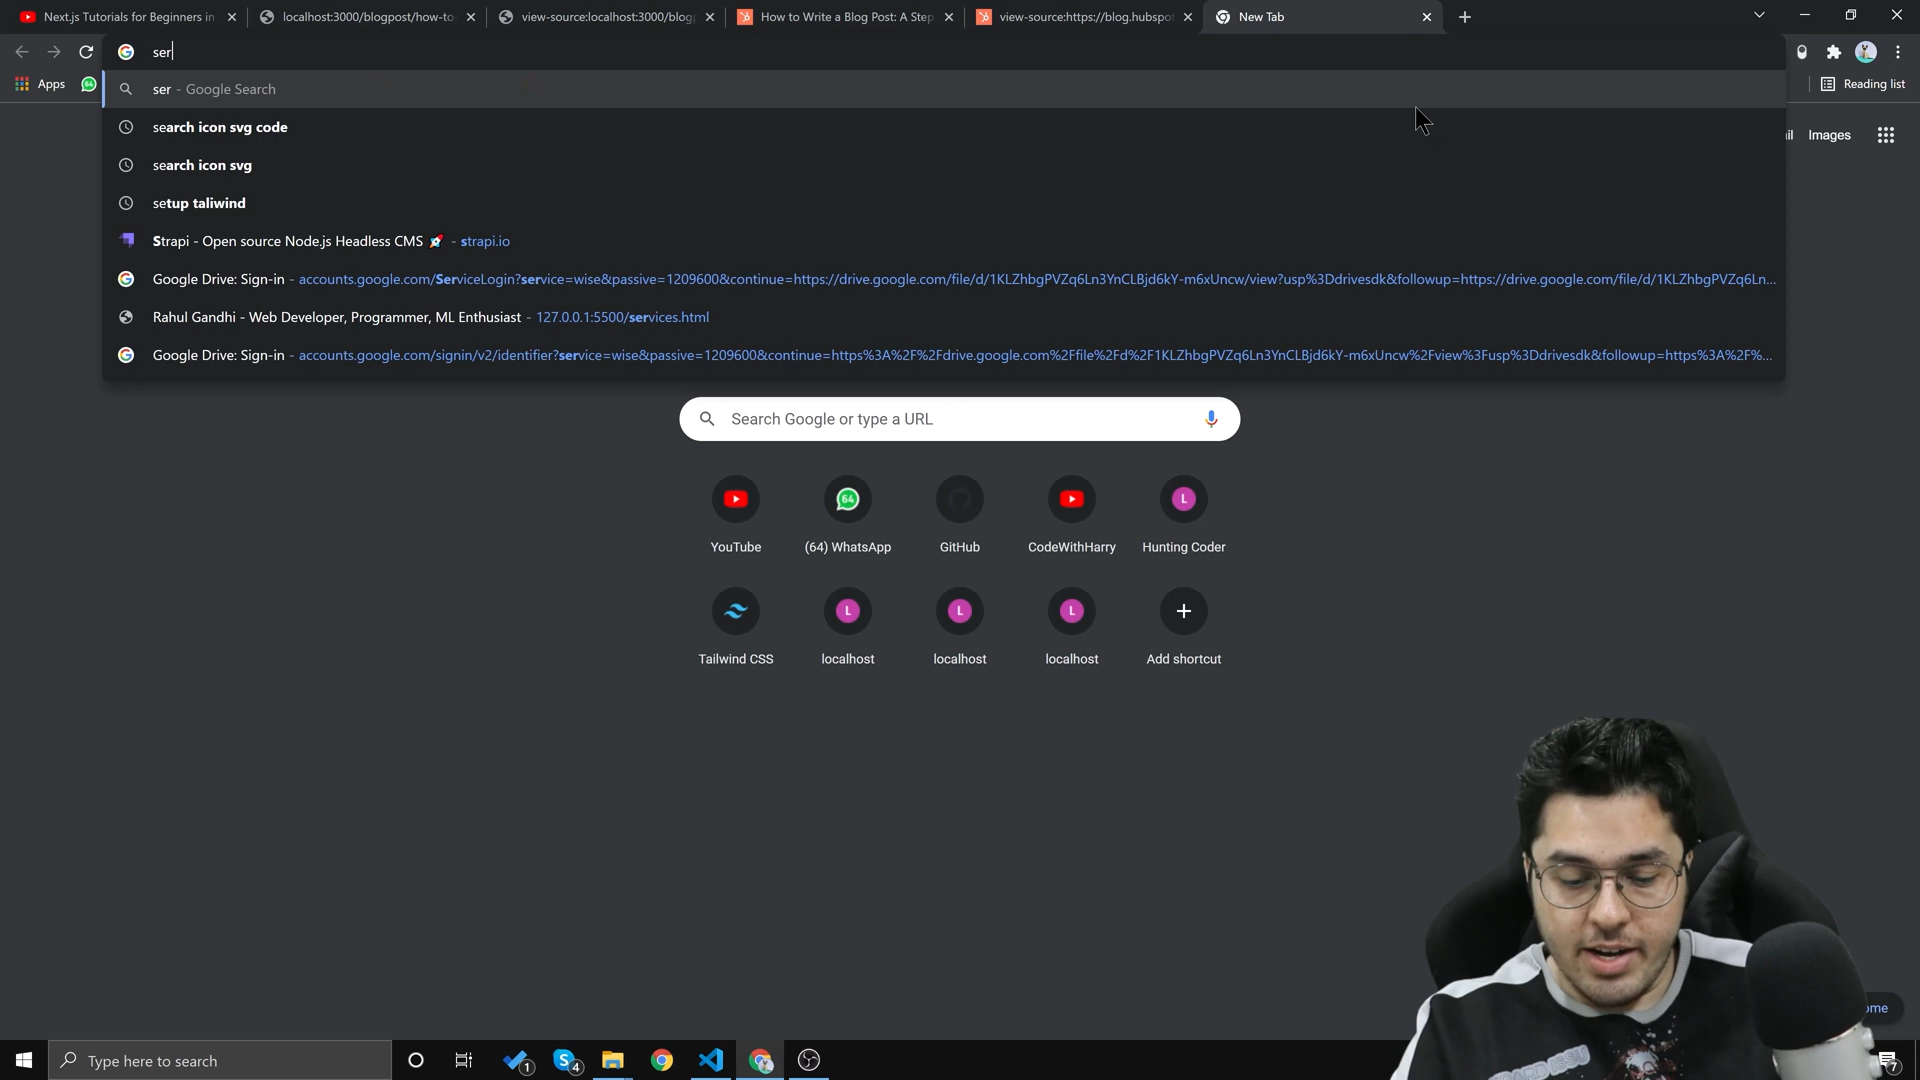 Next.js Tutorials for Beginners in
localhost:3000/blogpost/how-to-
view-source:localhost:3000/blogp
How to Write a Blog Post: A Step
view-source:https://blog.hubspot
New Tab
ser
Apps
64
Reading list
ser - Google Search
search icon svg code
Images
search icon svg
setup taliwind
Strapi - Open source Node.js Headless CMS 🚀 - strapi.io
Google Drive: Sign-in - accounts.google.com/ServiceLogin?service=wise&passive=1209600&continue=https://drive.google.com/file/d/1KLZhbgPVZq6Ln3YnCLBjd6kY-m6xUncw/view?usp%3Ddrivesdk&followup=https://drive.google.com/file/d/1KLZhbgPVZq6Ln...
Rahul Gandhi - Web Developer, Programmer, ML Enthusiast - 127.0.0.1:5500/services.html
Google Drive: Sign-in - accounts.google.com/signin/v2/identifier?service=wise&passive=1209600&continue=https%3A%2F%2Fdrive.google.com%2Ffile%2Fd%2F1KLZhbgPVZq6Ln3YnCLBjd6kY-m6xUncw%2Fview%3Fusp%3Ddrivesdk&followup=https%3A%2F%...
Search Google or type a URL
64
L
YouTube
(64) WhatsApp
GitHub
CodeWithHarry
Hunting Coder
L
L
L
Tailwind CSS
localhost
localhost
localhost
Add shortcut
Type here to search
1
4
7